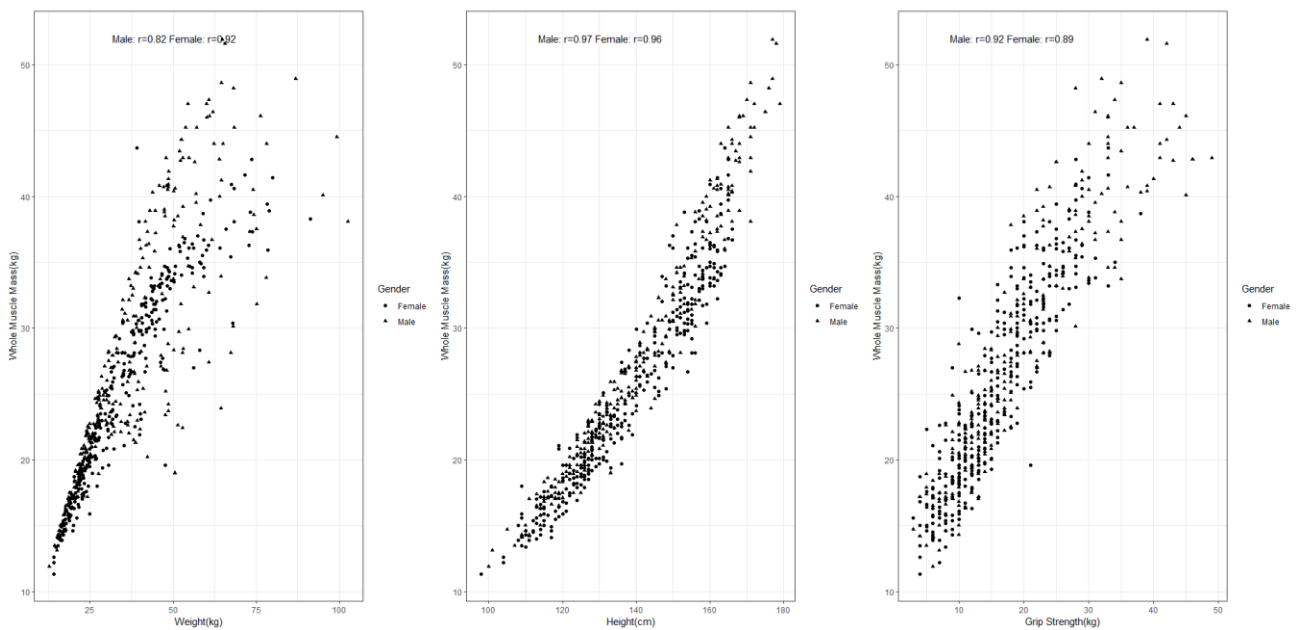 Male: r=0.82 Female: r=0.92
50
40
30
20
10
Whole Muscle Mass(kg)
25
50
75
100
Weight(kg)
Gender
Female
Male
Male: r=0.97 Female: r=0.96
50
40
30
20
10
Whole Muscle Mass(kg)
100
120
140
160
180
Height(cm)
Gender
Female
Male
Male: r=0.92 Female: r=0.89
50
40
30
20
10
Whole Muscle Mass(kg)
10
20
30
40
50
Grip Strength(kg)
Gender
Female
Male